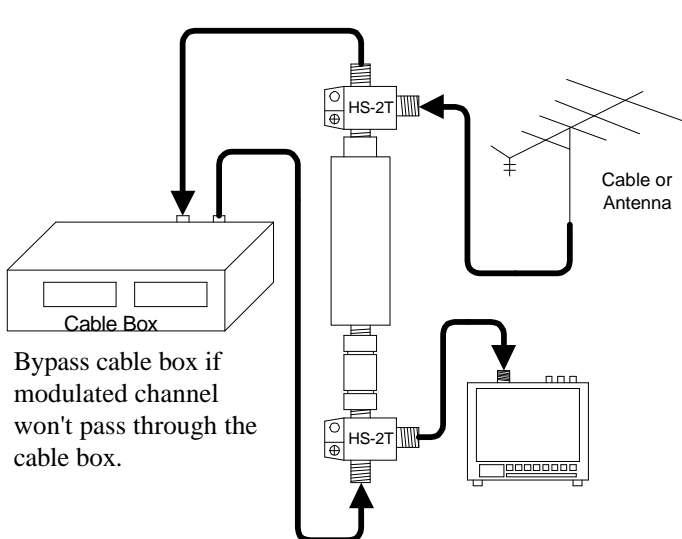 HS-2T
Cable or
Antenna
Cable Box
Bypass cable box if
modulated channel
won't pass through the
cable box.
HS-2T